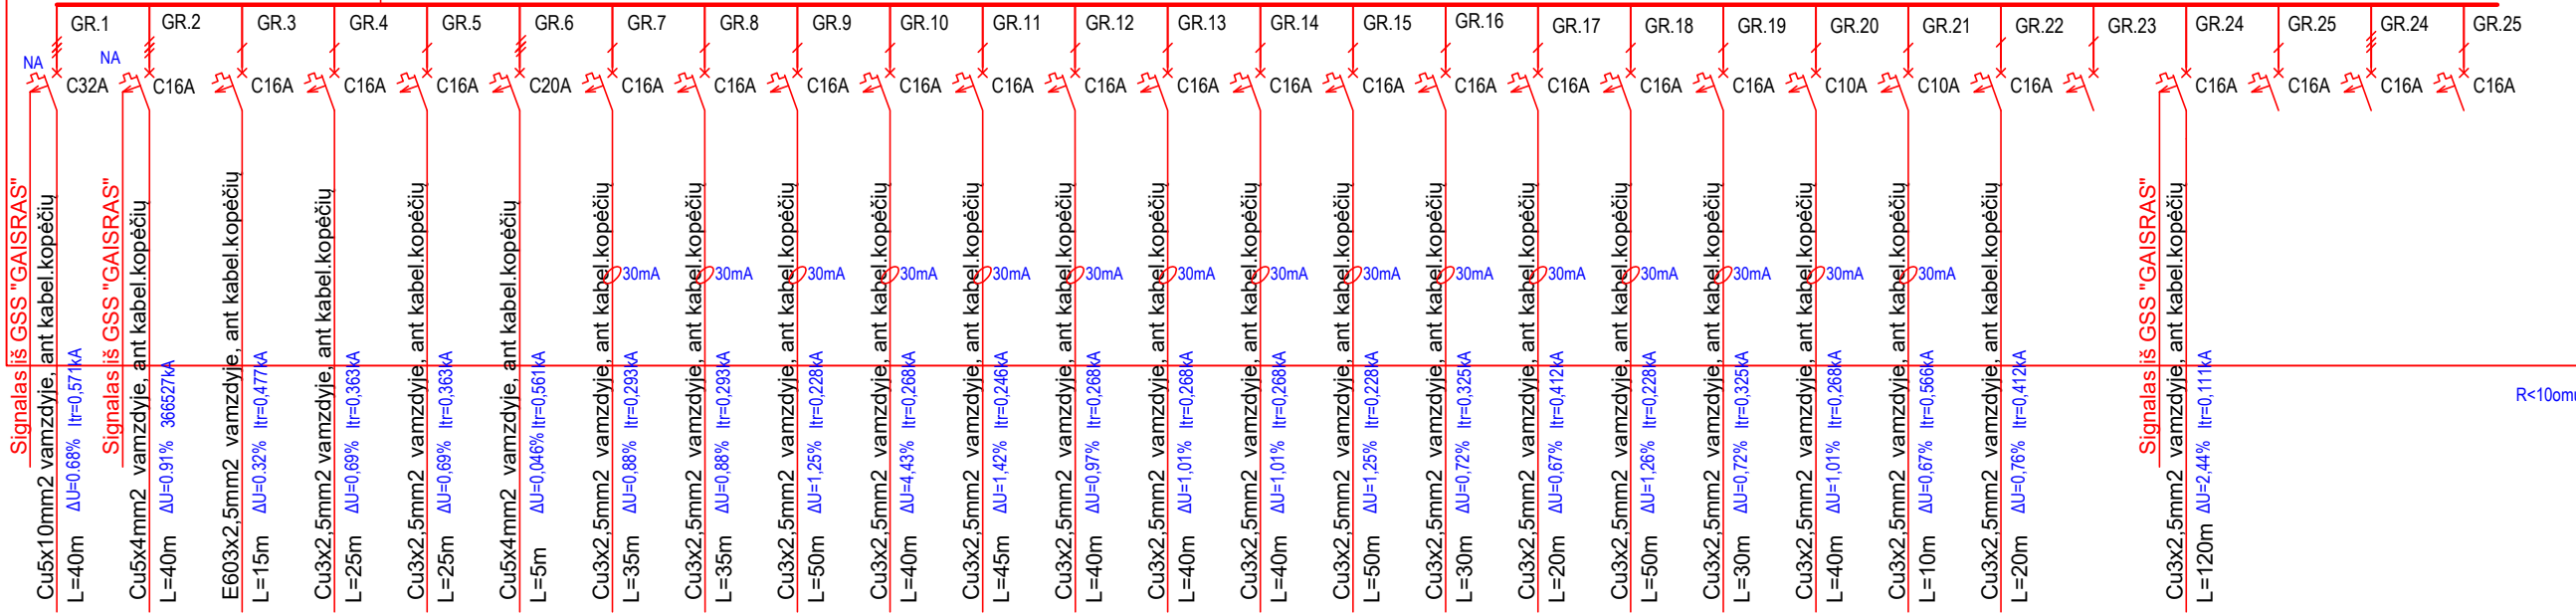 GR.1 GR.2 GR.3 GR.4 GR.5 GR.6 GR.7 GR.8 GR.9 GR.10 GR.11 GR.12 GR.13 GR.14 GR.15 GR.16 GR.17 GR.18 GR.19 GR.20 GR.21 GR.22 GR.23 GR.24 GR.25 GR.24 GR.25
NA NA
C32A C16A C16A C16A C16A C20A C16A C16A C16A C16A C16A C16A C16A C16A C16A C16A C16A C16A C16A C10A C10A C16A C16A C16A C16A C16A
30mA 30mA 30mA 30mA 30mA 30mA 30mA 30mA 30mA 30mA 30mA 30mA 30mA 30mA 30mA
Signalas iš GSS "GAISRAS"
Cu5x10mm2 vamzdyje, ant kabel.kopėčių
L=40m ΔU=0.68% Itr=0,571kA
Signalas iš GSS "GAISRAS"
Cu5x4mm2 vamzdyje, ant kabel.kopėčių
L=40m ΔU=0.91% 366527kA
E603x2,5mm2 vamzdyje, ant kabel.kopėčių
L=15m ΔU=0.32% Itr=0,477kA
Cu3x2,5mm2 vamzdyje, ant kabel.kopėčių
L=25m ΔU=0,69% Itr=0,363kA
Cu3x2,5mm2 vamzdyje, ant kabel.kopėčių
L=25m ΔU=0,69% Itr=0,363kA
Cu5x4mm2 vamzdyje, ant kabel.kopėčių
L=5m ΔU=0,046% Itr=0,561kA
Cu3x2,5mm2 vamzdyje, ant kabel.kopėčių
L=35m ΔU=0,88% Itr=0,293kA
Cu3x2,5mm2 vamzdyje, ant kabel.kopėčių
L=35m ΔU=0,88% Itr=0,293kA
Cu3x2,5mm2 vamzdyje, ant kabel.kopėčių
L=50m ΔU=1,25% Itr=0,228kA
Cu3x2,5mm2 vamzdyje, ant kabel.kopėčių
L=40m ΔU=4,43% Itr=0,268kA
Cu3x2,5mm2 vamzdyje, ant kabel.kopėčių
L=45m ΔU=1,42% Itr=0,246kA
Cu3x2,5mm2 vamzdyje, ant kabel.kopėčių
L=40m ΔU=0,97% Itr=0,268kA
Cu3x2,5mm2 vamzdyje, ant kabel.kopėčių
L=40m ΔU=1,01% Itr=0,268kA
Cu3x2,5mm2 vamzdyje, ant kabel.kopėčių
L=40m ΔU=1,01% Itr=0,268kA
Cu3x2,5mm2 vamzdyje, ant kabel.kopėčių
L=50m ΔU=1,25% Itr=0,228kA
Cu3x2,5mm2 vamzdyje, ant kabel.kopėčių
L=30m ΔU=0,72% Itr=0,325kA
Cu3x2,5mm2 vamzdyje, ant kabel.kopėčių
L=20m ΔU=0,67% Itr=0,412kA
Cu3x2,5mm2 vamzdyje, ant kabel.kopėčių
L=50m ΔU=1,26% Itr=0,228kA
Cu3x2,5mm2 vamzdyje, ant kabel.kopėčių
L=30m ΔU=0,72% Itr=0,325kA
Cu3x2,5mm2 vamzdyje, ant kabel.kopėčių
L=40m ΔU=1,01% Itr=0,268kA
Cu3x2,5mm2 vamzdyje, ant kabel.kopėčių
L=10m ΔU=0,67% Itr=0,566kA
Cu3x2,5mm2 vamzdyje, ant kabel.kopėčių
L=20m ΔU=0,76% Itr=0,412kA
Signalas iš GSS "GAISRAS"
Cu3x2,5mm2 vamzdyje, ant kabel.kopėčių
L=120m ΔU=2,44% Itr=0,111kA